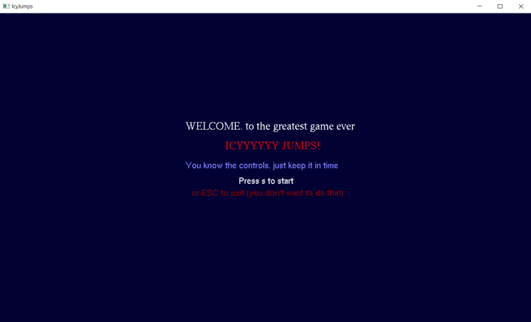 IcyJumps
WELCOME. to the greatest game ever
ICYYYYYY JUMPS!
You know the controls. just keep it in time
Press s to start
or ESC to exit (you don't want to do that)